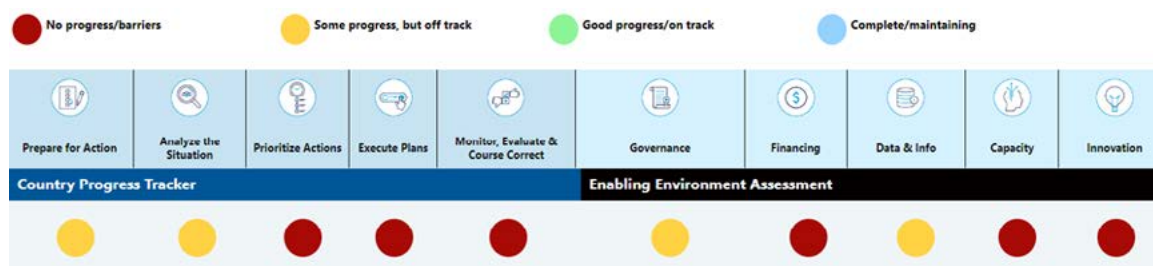 No progress/barriers
Some progress, but off track
Good progress/on track
Complete/maintaining
Prepare for Action
Analyze the
Situation
Prioritize Actions
Execute Plans
Monitor, Evaluate &
Course Correct
Governance
Financing
Data & Info
Capacity
Innovation
Country Progress Tracker
Enabling Environment Assessment